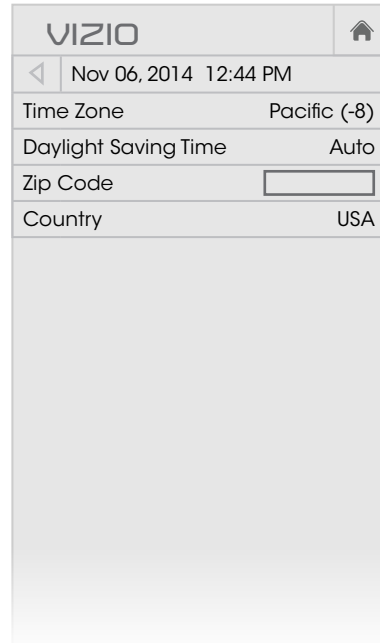 VIZIO
Nov 06, 2014 12:44 PM
Time Zone Pacific (-8)
Daylight Saving Time Auto
Zip Code
Country USA